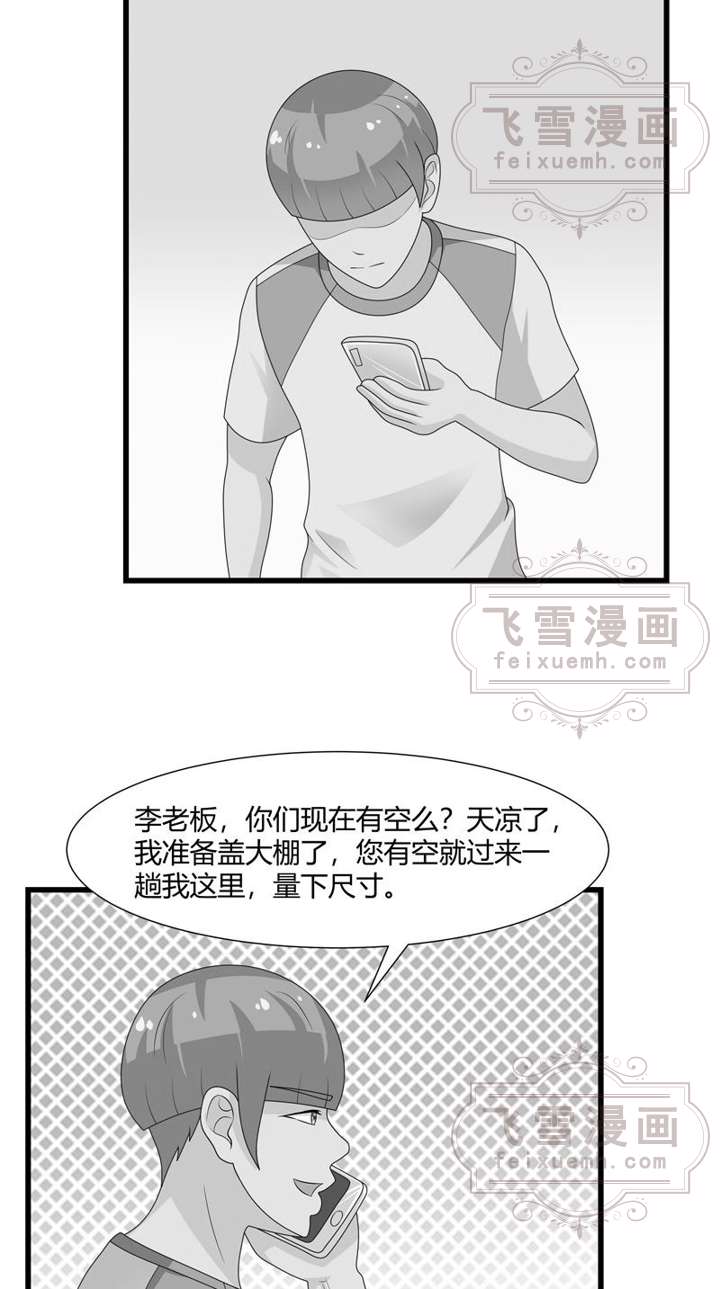 飞雪漫画
feixuemh.com
飞雪漫画
feixuemh.com
李老板，你们现在有空么？天凉了，
我准备盖大棚了，您有空就过来一
趟我这里，量下尺寸。
飞雪漫画
feixuemh.com